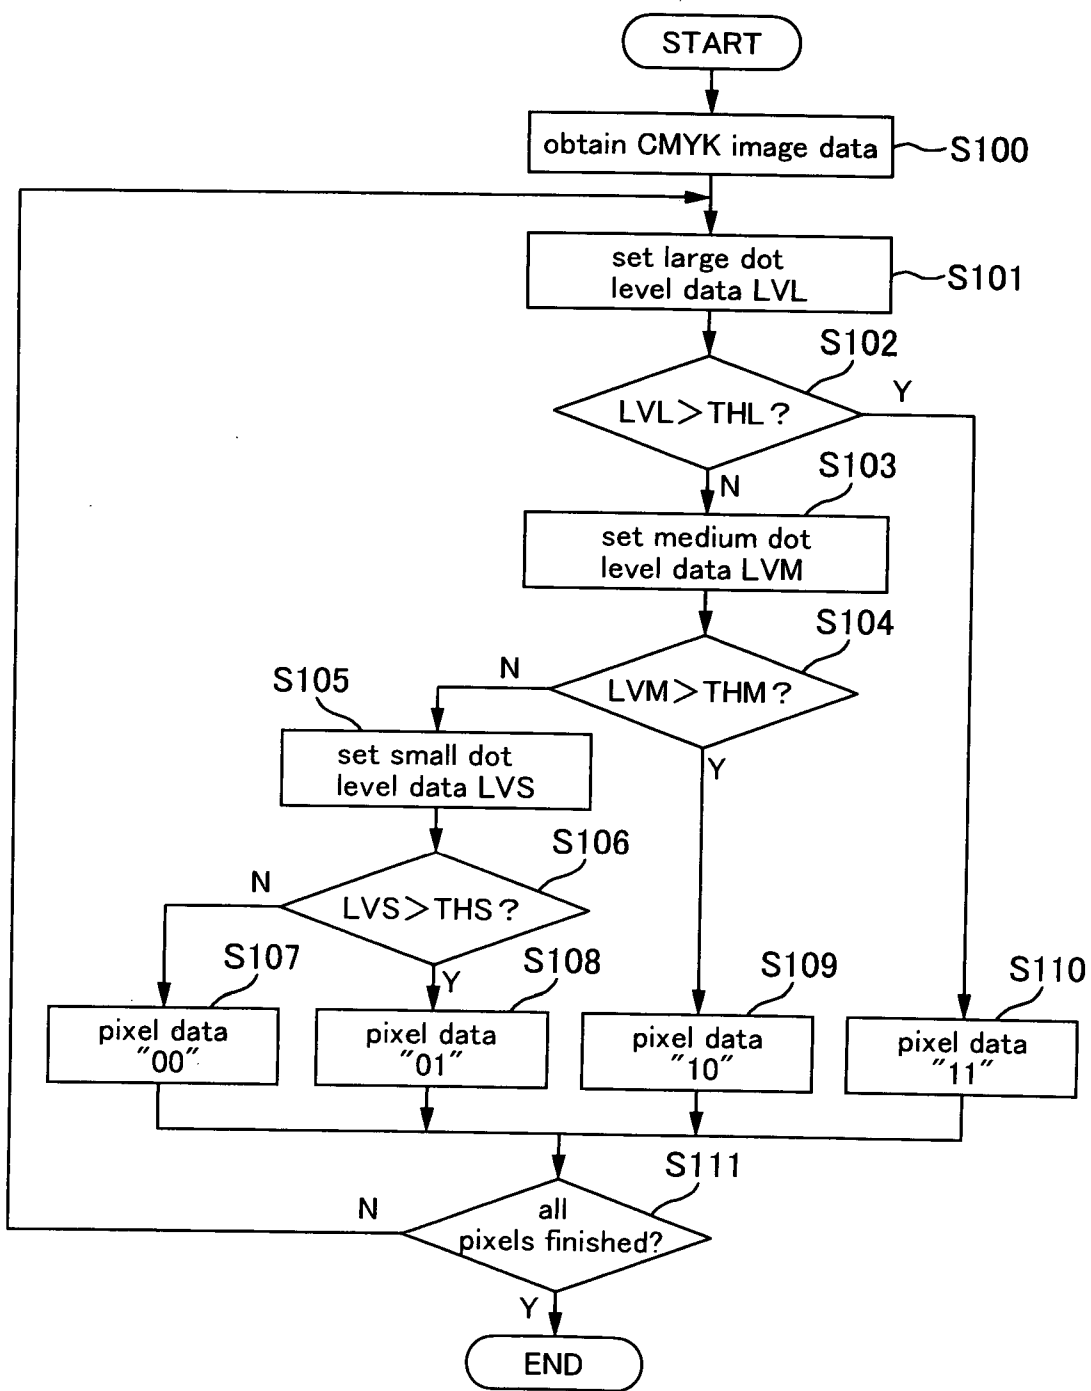 START
obtain CMYK image data
S100
set large dot
level data LVL
S101
S102
LVL>THL?
Y
N
S103
set medium dot
level data LVM
S104
LVM>THM?
N
Y
S105
set small dot
level data LVS
S106
LVS>THS?
N
Y
S107
pixel data
"00"
S108
pixel data
"01"
S109
pixel data
"10"
S110
pixel data
"11"
S111
all
pixels finished?
N
Y
END